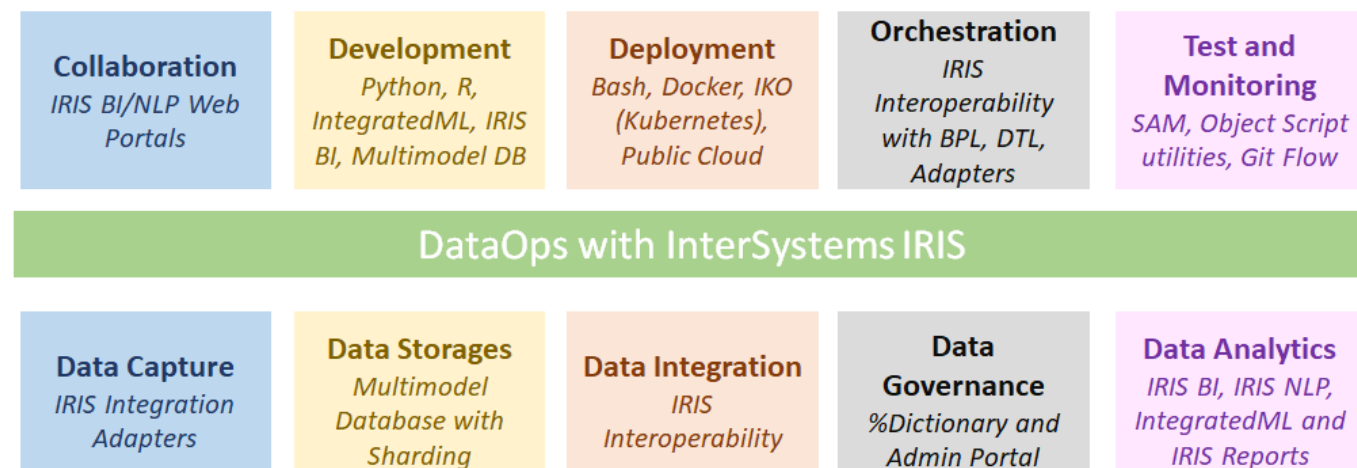 Collaboration
IRIS BI/NLP Web
Portals
Development
Python, R,
IntegratedML, IRIS
BI, Multimodel DB
Deployment
Bash, Docker, IKO
(Kubernetes),
Public Cloud
Orchestration
IRIS
Interoperability
with BPL, DTL,
Adapters
Test and
Monitoring
SAM, Object Script
utilities, Git Flow
DataOps with InterSystems IRIS
Data Capture
IRIS Integration
Adapters
Data Storages
Multimodel
Database with
Sharding
Data Integration
IRIS
Interoperability
Data
Governance
%Dictionary and
Admin Portal
Data Analytics
IRIS BI, IRIS NLP,
IntegratedML and
IRIS Reports